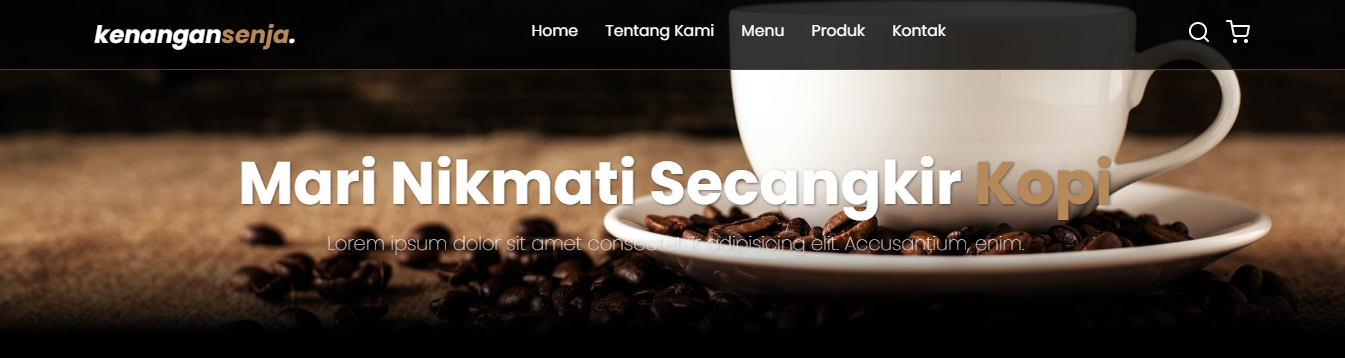 kenangansenja.
Home Tentang Kami Menu Produk Kontak
Mari Nikmati Secangkir Kopi
Lorem ipsum dolor sit amet consectetur adipisicing elit. Accusantium, enim.